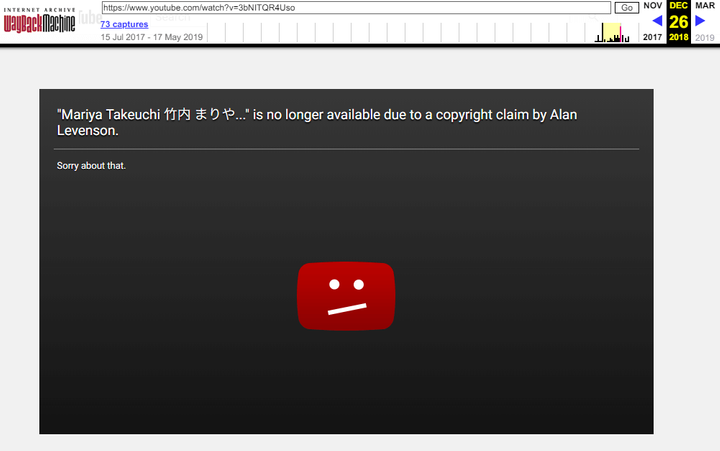 INTERNET ARCHIVE
WayBackMachine
https://www.youtube.com/watch?v=3bNITQR4Uso
Go
73 captures
15 Jul 2017 - 17 May 2019
NOV DEC MAR
26
2017 2018 2019
"Mariya Takeuchi 竹内 まりや..." is no longer available due to a copyright claim by Alan
Levenson.
Sorry about that.